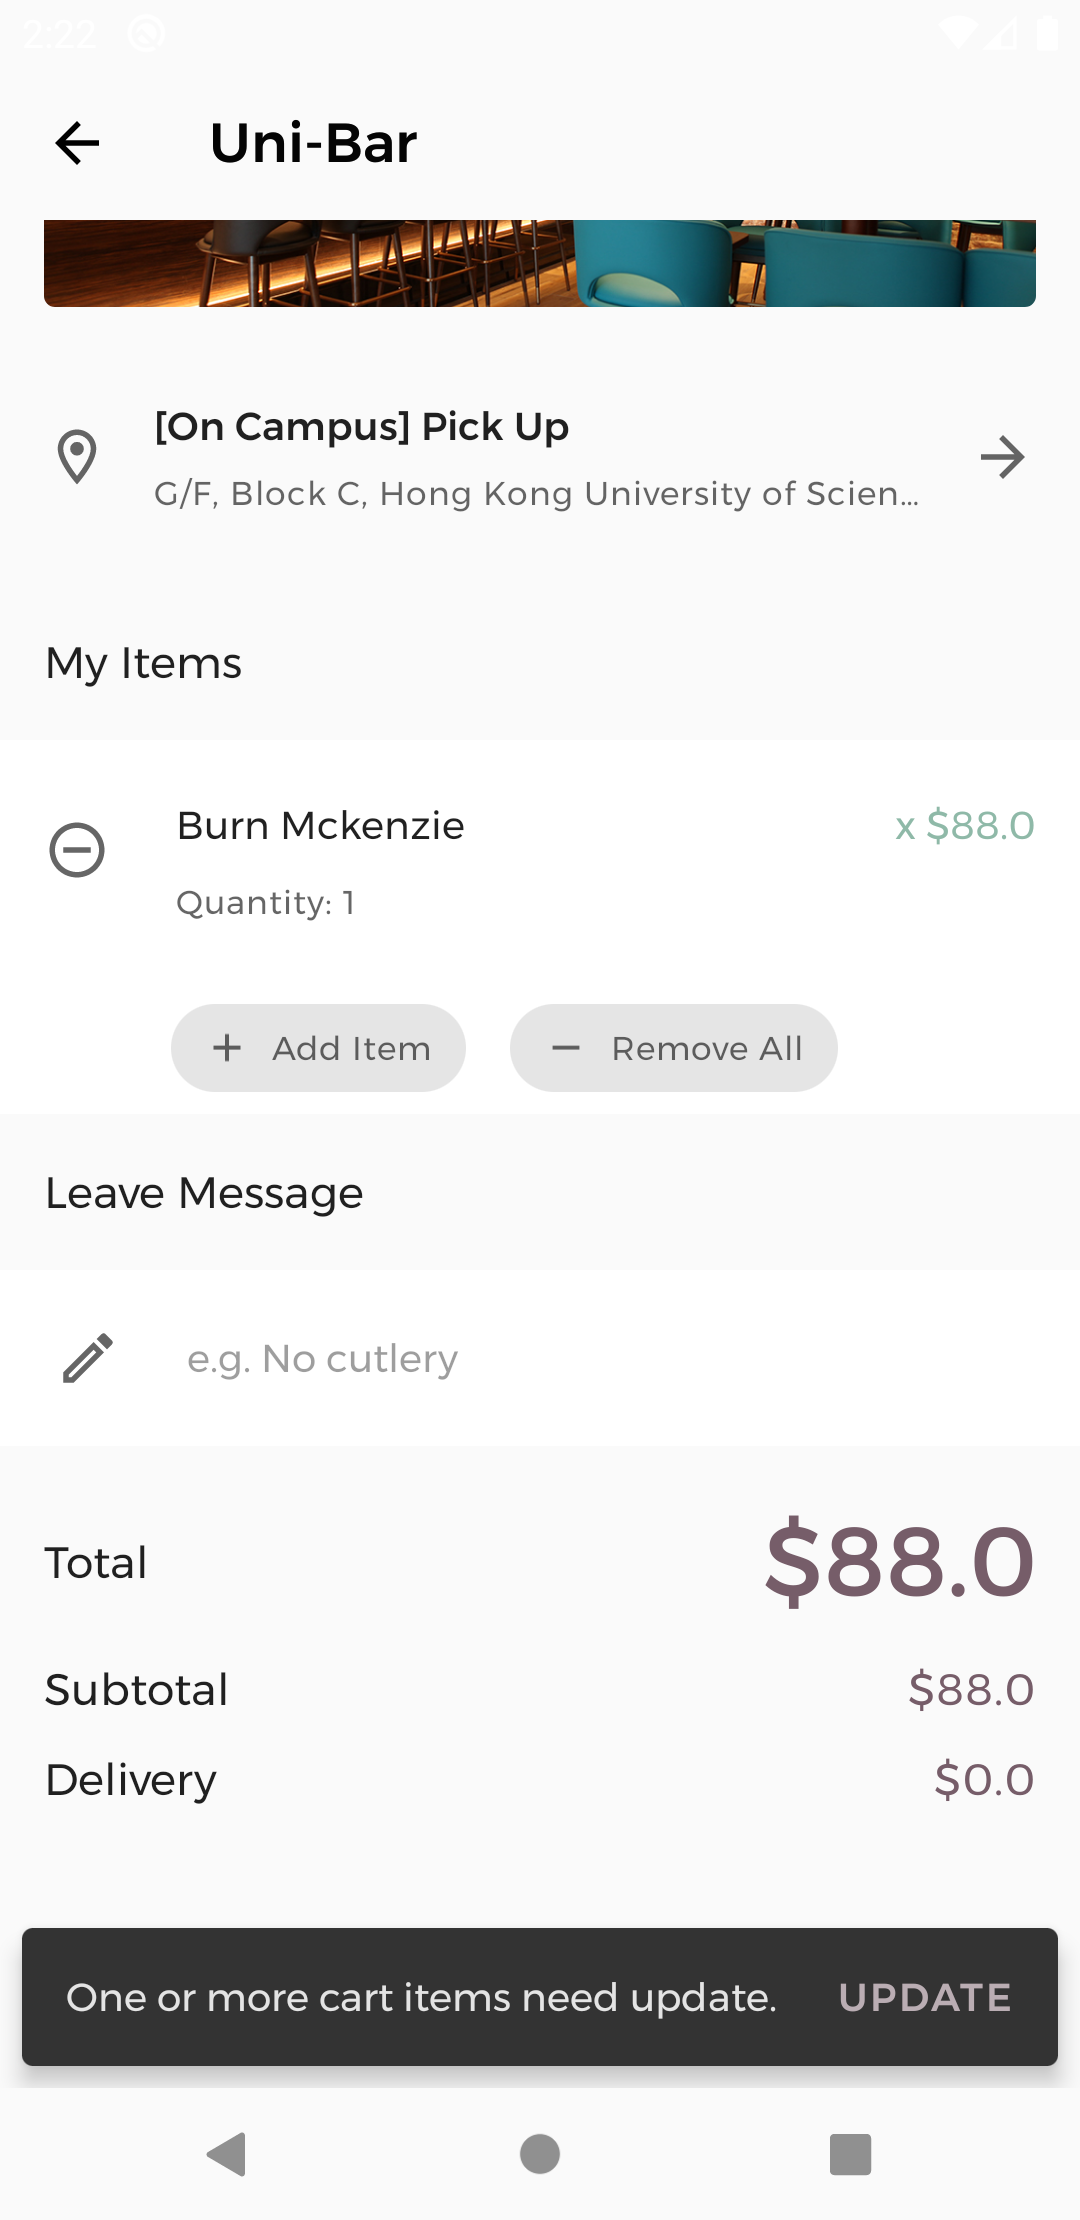 2:22
Uni-Bar
[On Campus] Pick Up
G/F, Block C, Hong Kong University of Scien...
My Items
Burn Mckenzie x $88.0
Quantity: 1
+ Add Item − Remove All
Leave Message
e.g. No cutlery
Total $88.0
Subtotal $88.0
Delivery $0.0
One or more cart items need update. UPDATE